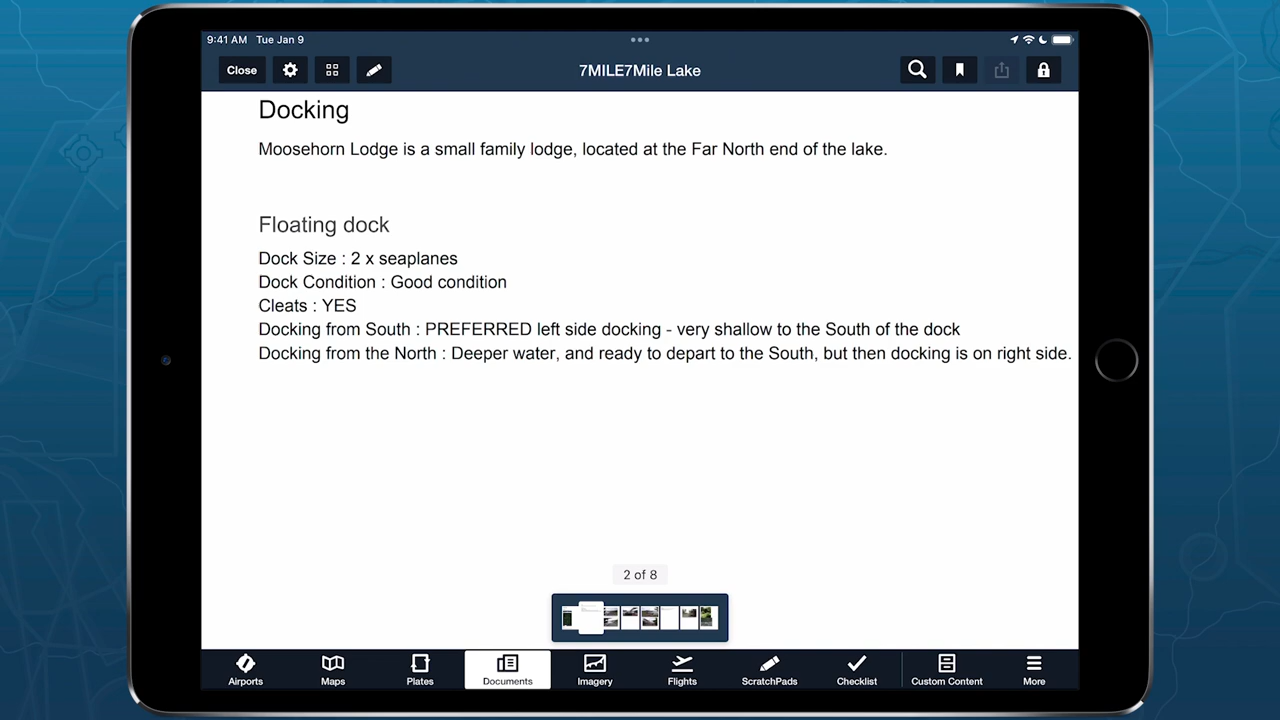 9:41 AM Tue Jan 9
Close
7MILE7Mile Lake
Docking
Moosehorn Lodge is a small family lodge, located at the Far North end of the lake.
Floating dock
Dock Size : 2 x seaplanes
Dock Condition : Good condition
Cleats : YES
Docking from South : PREFERRED left side docking - very shallow to the South of the dock
Docking from the North : Deeper water, and ready to depart to the South, but then docking is on right side.
2 of 8
Airports
Maps
Plates
Documents
Imagery
Flights
ScratchPads
Checklist
Custom Content
More